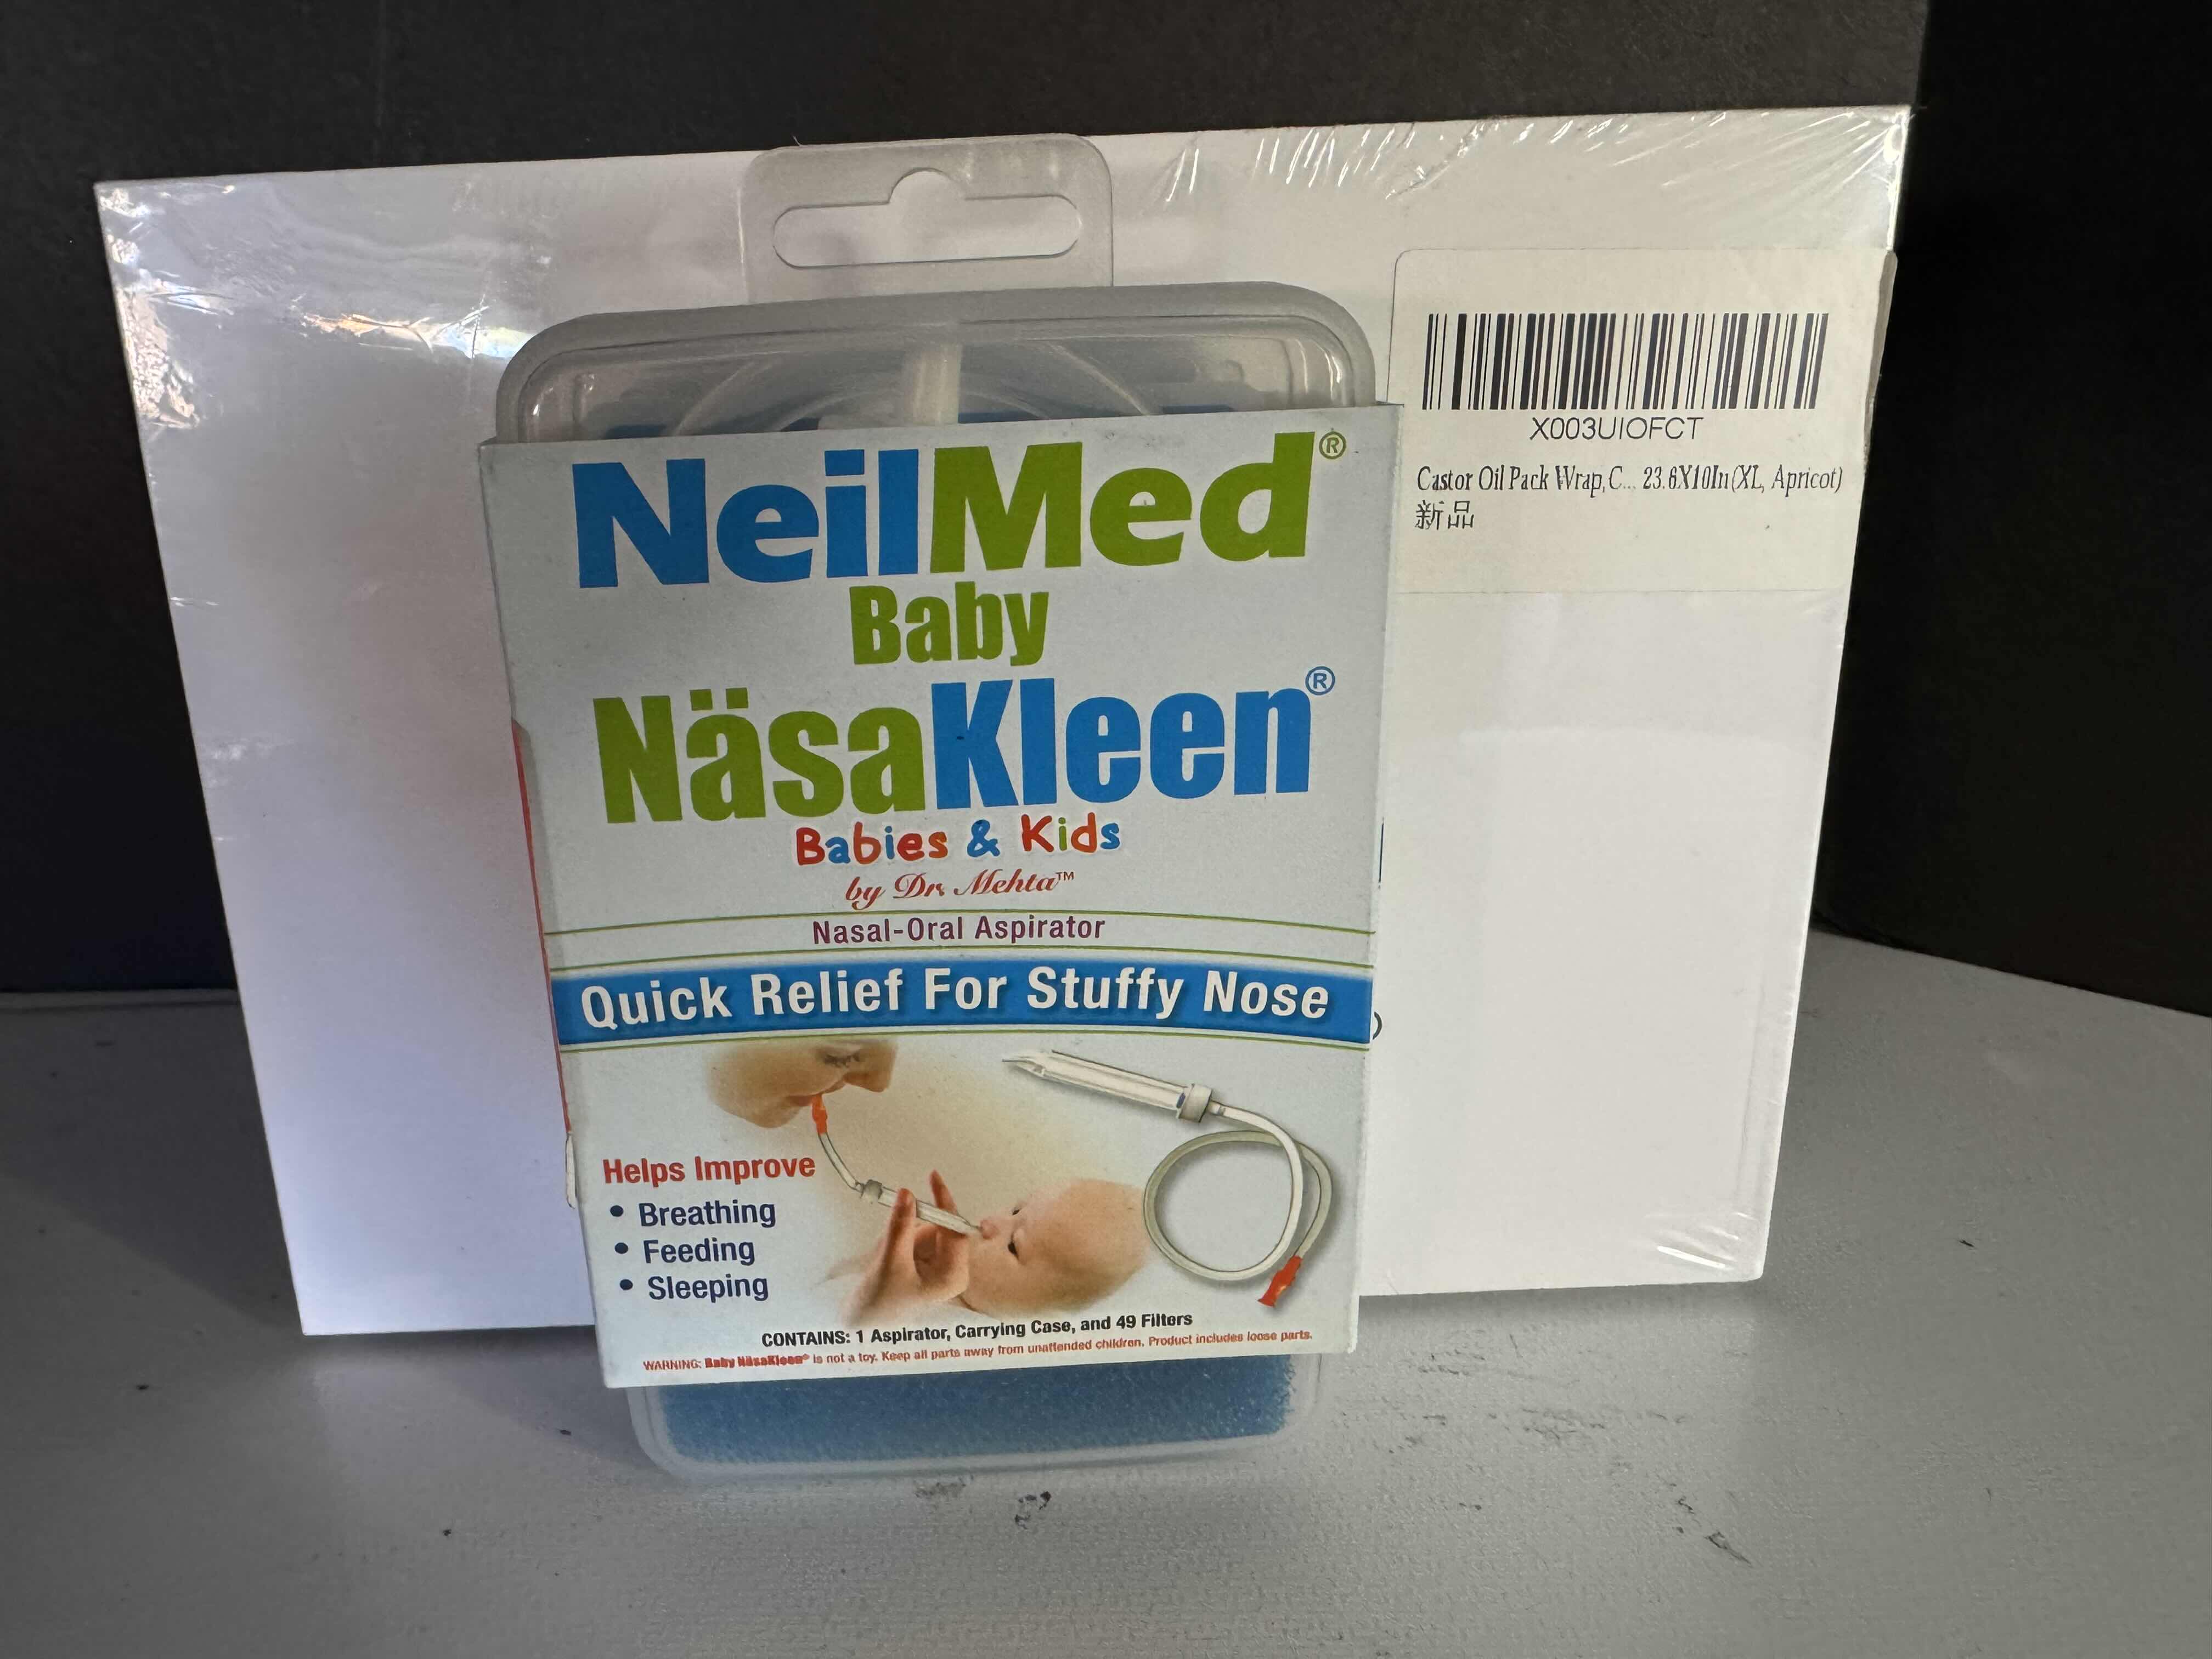 NeilMed®
Baby
NäsaKleen®
Babies & Kids
by Dr. Mehta™
Nasal-Oral Aspirator
Quick Relief For Stuffy Nose
Helps Improve
• Breathing
• Feeding
• Sleeping
CONTAINS: 1 Aspirator, Carrying Case, and 49 Filters
WARNING: Baby NäsaKleen® is not a toy. Keep all parts away from unattended children. Product includes loose parts.
X003UIOFCT
Castor Oil Pack Wrap,C... 23.6X10In(XL, Apricot)
新品